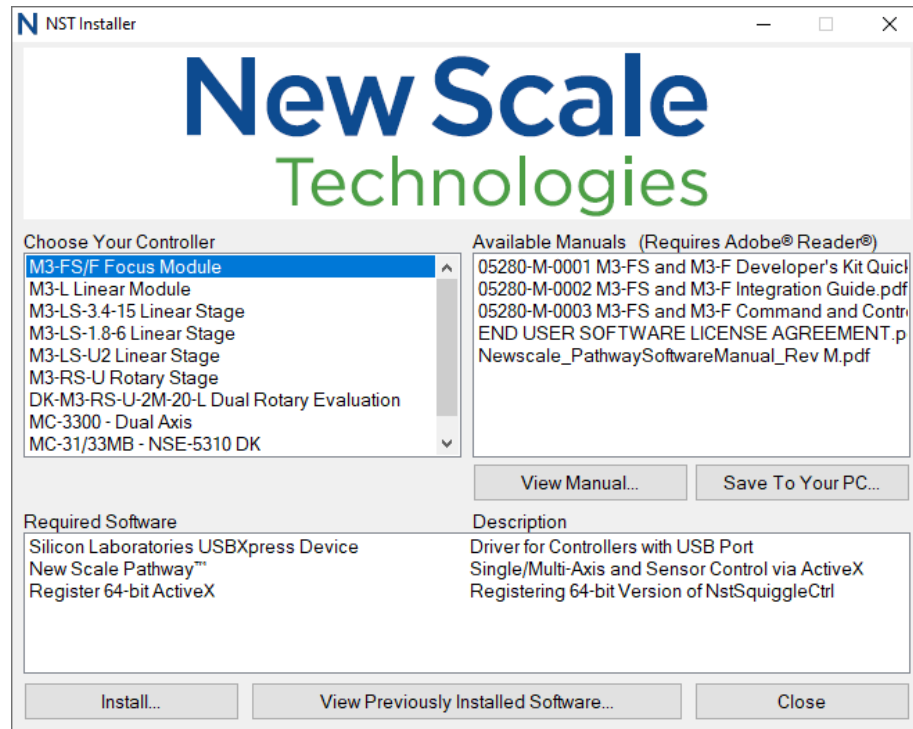 NST Installer
New Scale
Technologies
Choose Your Controller
M3-FS/F Focus Module
M3-L Linear Module
M3-LS-3.4-15 Linear Stage
M3-LS-1.8-6 Linear Stage
M3-LS-U2 Linear Stage
M3-RS-U Rotary Stage
DK-M3-RS-U-2M-20-L Dual Rotary Evaluation
MC-3300 - Dual Axis
MC-31/33MB - NSE-5310 DK
Available Manuals (Requires Adobe® Reader®)
05280-M-0001 M3-FS and M3-F Developer's Kit Quick
05280-M-0002 M3-FS and M3-F Integration Guide.pdf
05280-M-0003 M3-FS and M3-F Command and Contr
END USER SOFTWARE LICENSE AGREEMENT.p
Newscale_PathwaySoftwareManual_Rev M.pdf
View Manual... Save To Your PC...
Required Software Description
Silicon Laboratories USBXpress Device Driver for Controllers with USB Port
New Scale Pathway™ Single/Multi-Axis and Sensor Control via ActiveX
Register 64-bit ActiveX Registering 64-bit Version of NstSquiggleCtrl
Install... View Previously Installed Software... Close